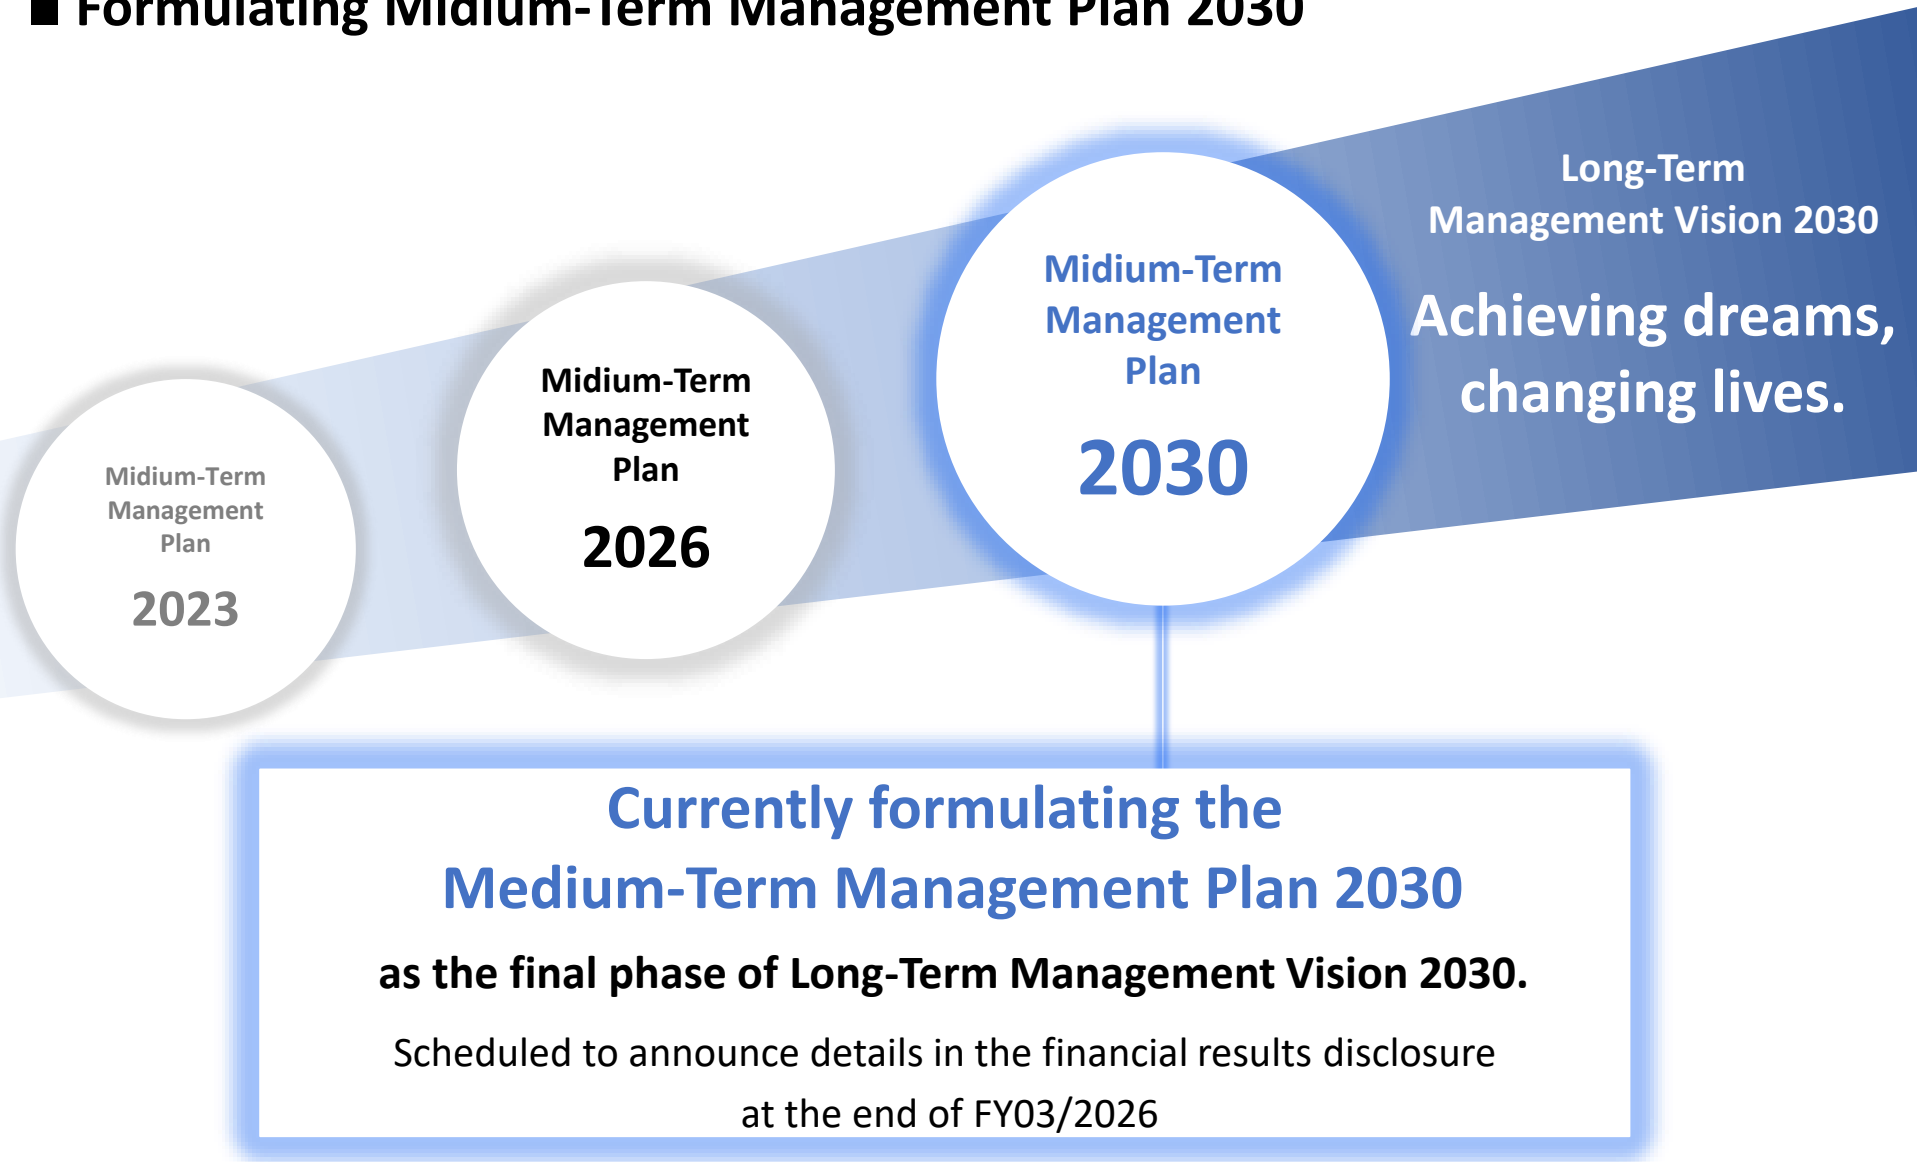 ■ Formulating Midium-Term Management Plan 2030
Long-Term
Management Vision 2030
Achieving dreams,
changing lives.
Midium-Term
Management
Plan
2030
Midium-Term
Management
Plan
2026
Midium-Term
Management
Plan
2023
Currently formulating the
Medium-Term Management Plan 2030
as the final phase of Long-Term Management Vision 2030.
Scheduled to announce details in the financial results disclosure
at the end of FY03/2026